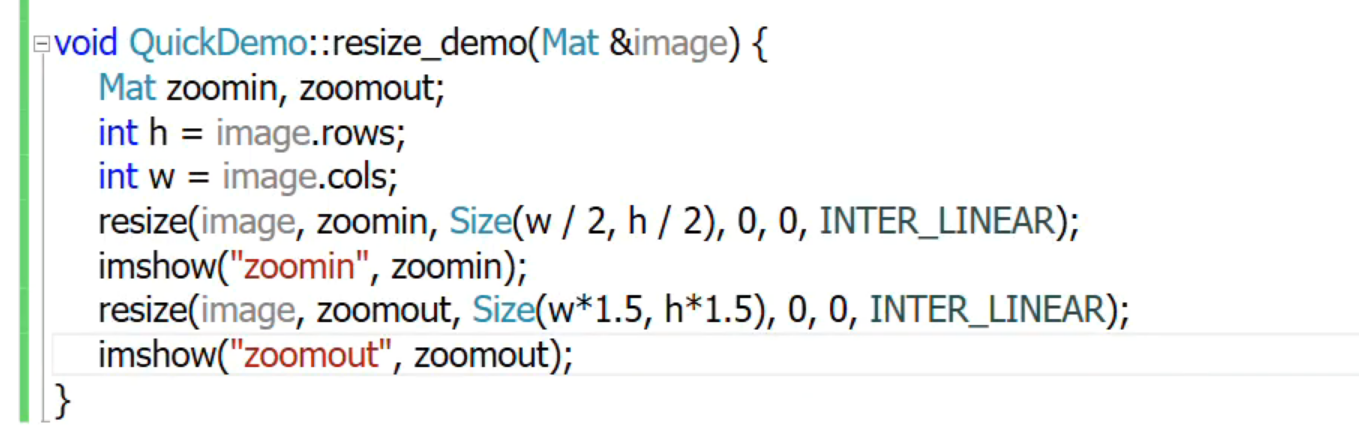 void QuickDemo::resize_demo(Mat &image) {
Mat zoomin, zoomout;
int h = image.rows;
int w = image.cols;
resize(image, zoomin, Size(w / 2, h / 2), 0, 0, INTER_LINEAR);
imshow("zoomin", zoomin);
resize(image, zoomout, Size(w*1.5, h*1.5), 0, 0, INTER_LINEAR);
imshow("zoomout", zoomout);
}